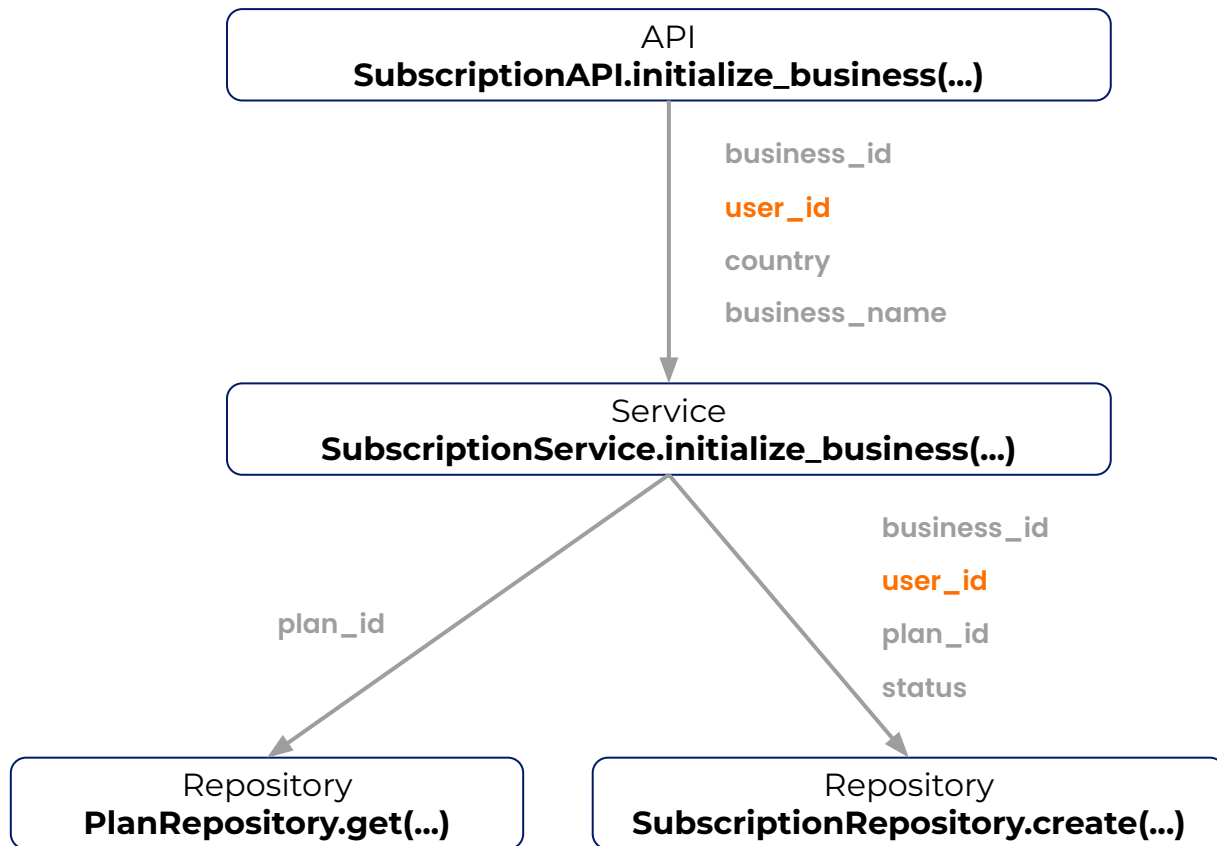 API
SubscriptionAPI.initialize_business(...)
business_id
user_id
country
business_name
Service
SubscriptionService.initialize_business(...)
plan_id
business_id
user_id
plan_id
status
Repository
PlanRepository.get(...)
Repository
SubscriptionRepository.create(...)